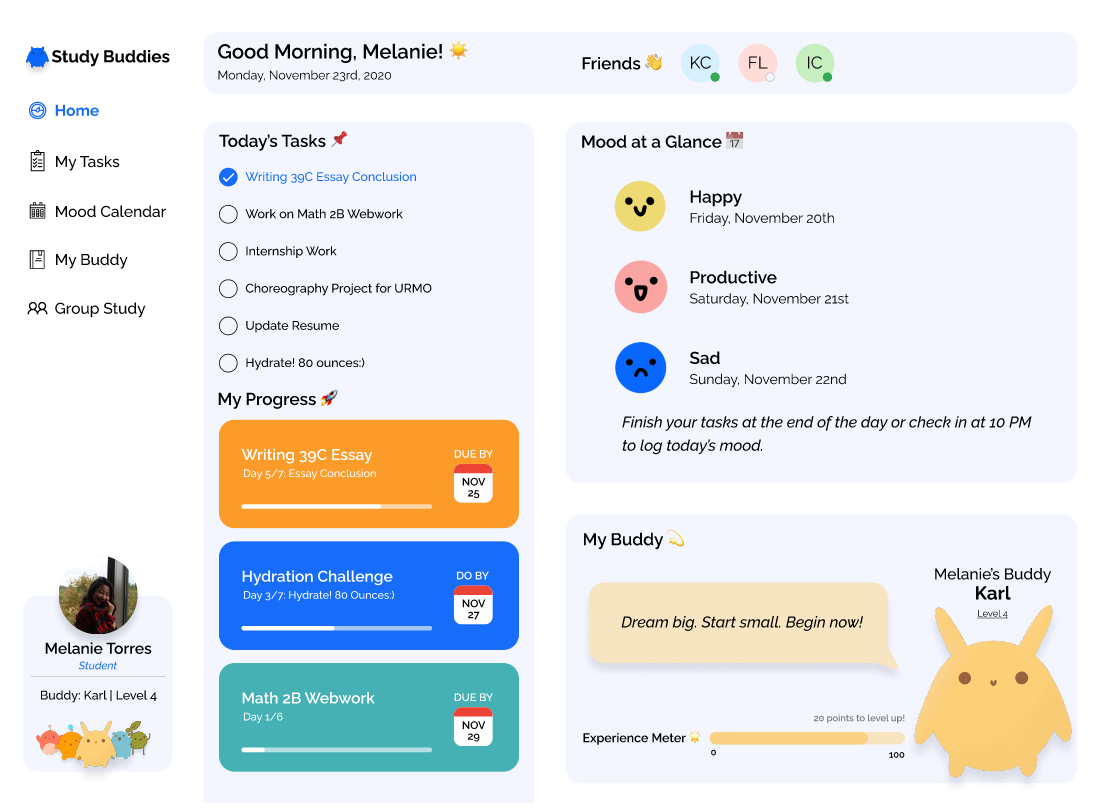 Study Buddies
Home
My Tasks
Mood Calendar
My Buddy
Group Study
Melanie Torres
Student
Buddy: Karl | Level 4
Good Morning, Melanie! ☀️
Monday, November 23rd, 2020
Friends 👋
KC
FL
IC
Today's Tasks 📌
Writing 39C Essay Conclusion
Work on Math 2B Webwork
Internship Work
Choreography Project for URMO
Update Resume
Hydrate! 80 ounces:)
My Progress 🚀
Writing 39C Essay
Day 5/7: Essay Conclusion
DUE BY
NOV
25
Hydration Challenge
Day 3/7: Hydrate! 80 Ounces:)
DO BY
NOV
27
Math 2B Webwork
Day 1/6
DUE BY
NOV
29
Mood at a Glance 📅
17
Happy
Friday, November 20th
Productive
Saturday, November 21st
Sad
Sunday, November 22nd
Finish your tasks at the end of the day or check in at 10 PM
to log today's mood.
My Buddy 💫
Dream big. Start small. Begin now!
Melanie's Buddy
Karl
Level 4
20 points to level up!
Experience Meter 🌟
0
100